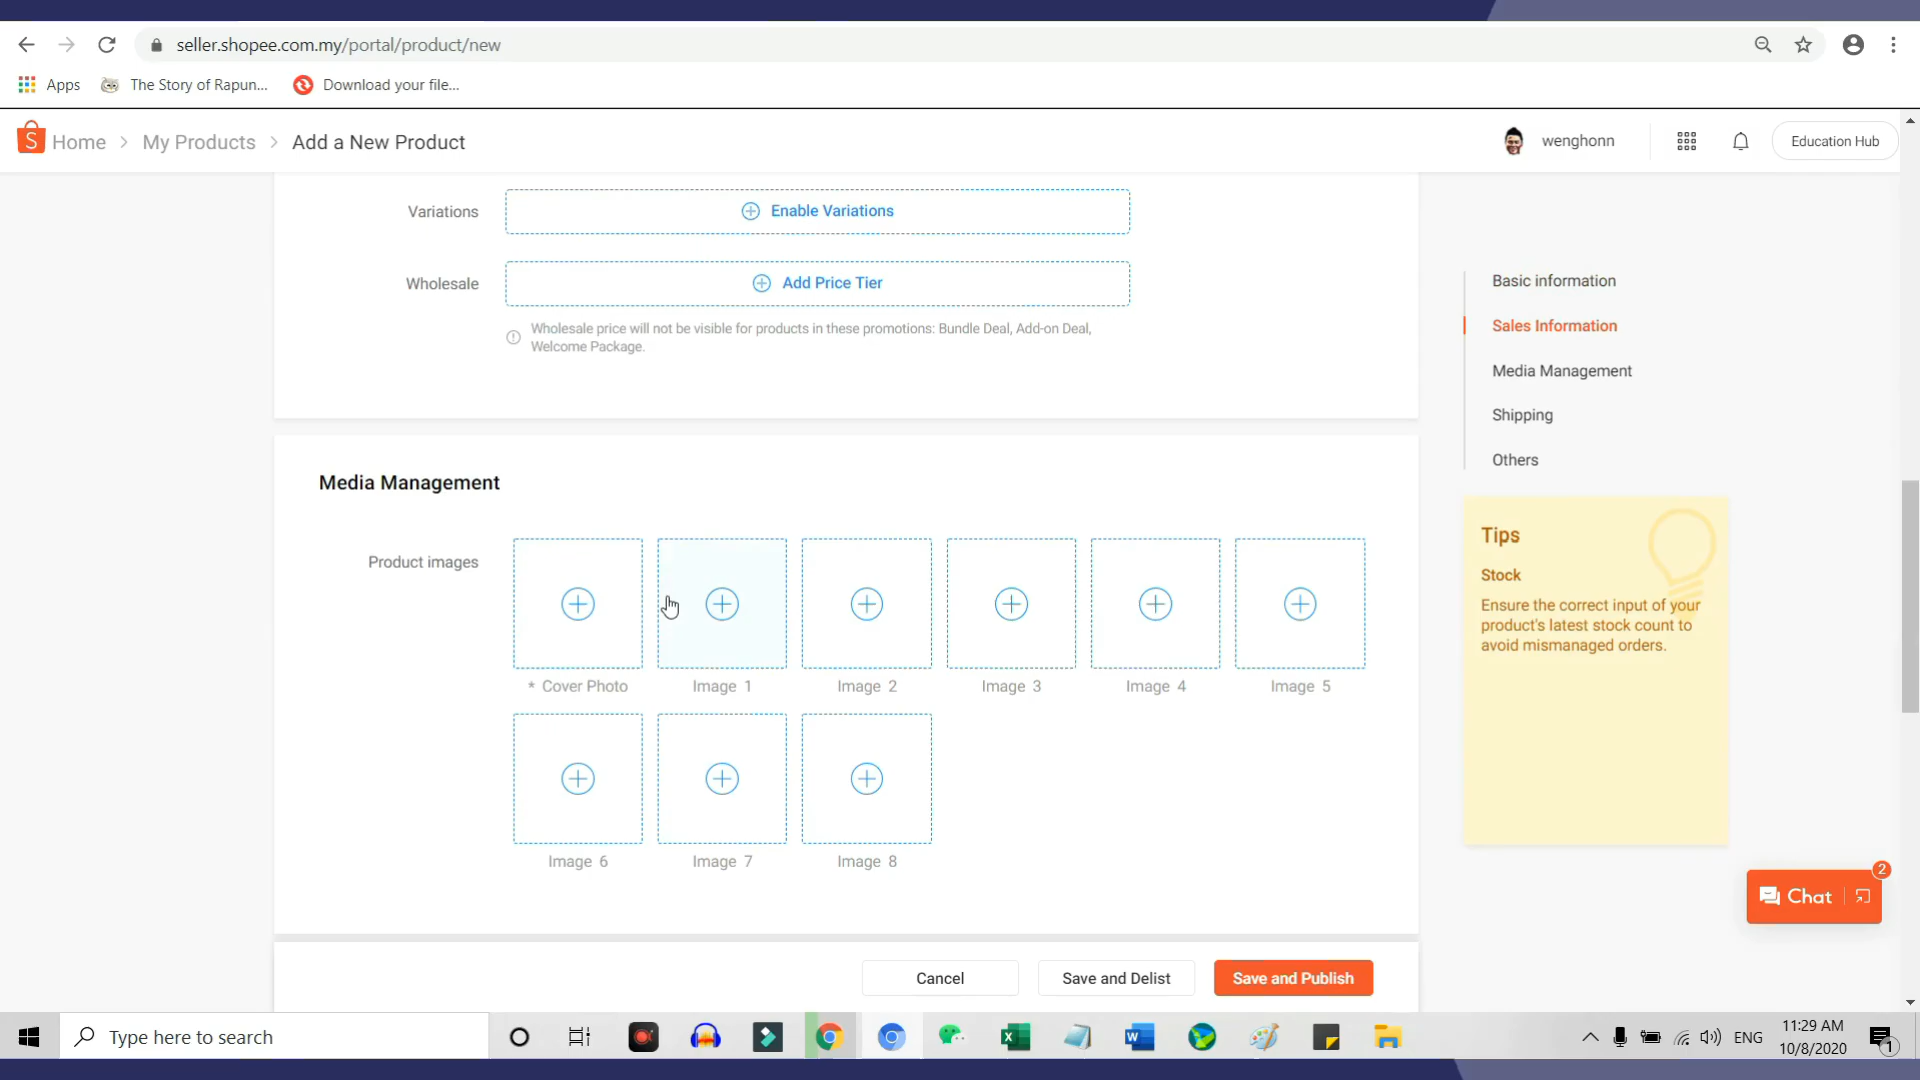 seller.shopee.com.my/portal/product/new
Apps The Story of Rapun... Download your file...
Home > My Products > Add a New Product
wenghonn
Education Hub
Variations
Enable Variations
Wholesale
Add Price Tier
Wholesale price will not be visible for products in these promotions: Bundle Deal, Add-on Deal,
Welcome Package.
Basic information
Sales Information
Media Management
Shipping
Others
Media Management
Product images
* Cover Photo
Image 1
Image 2
Image 3
Image 4
Image 5
Image 6
Image 7
Image 8
Tips
Stock
Ensure the correct input of your
product's latest stock count to
avoid mismanaged orders.
2
Chat
Cancel
Save and Delist
Save and Publish
Type here to search
ENG
11:29 AM
10/8/2020
1